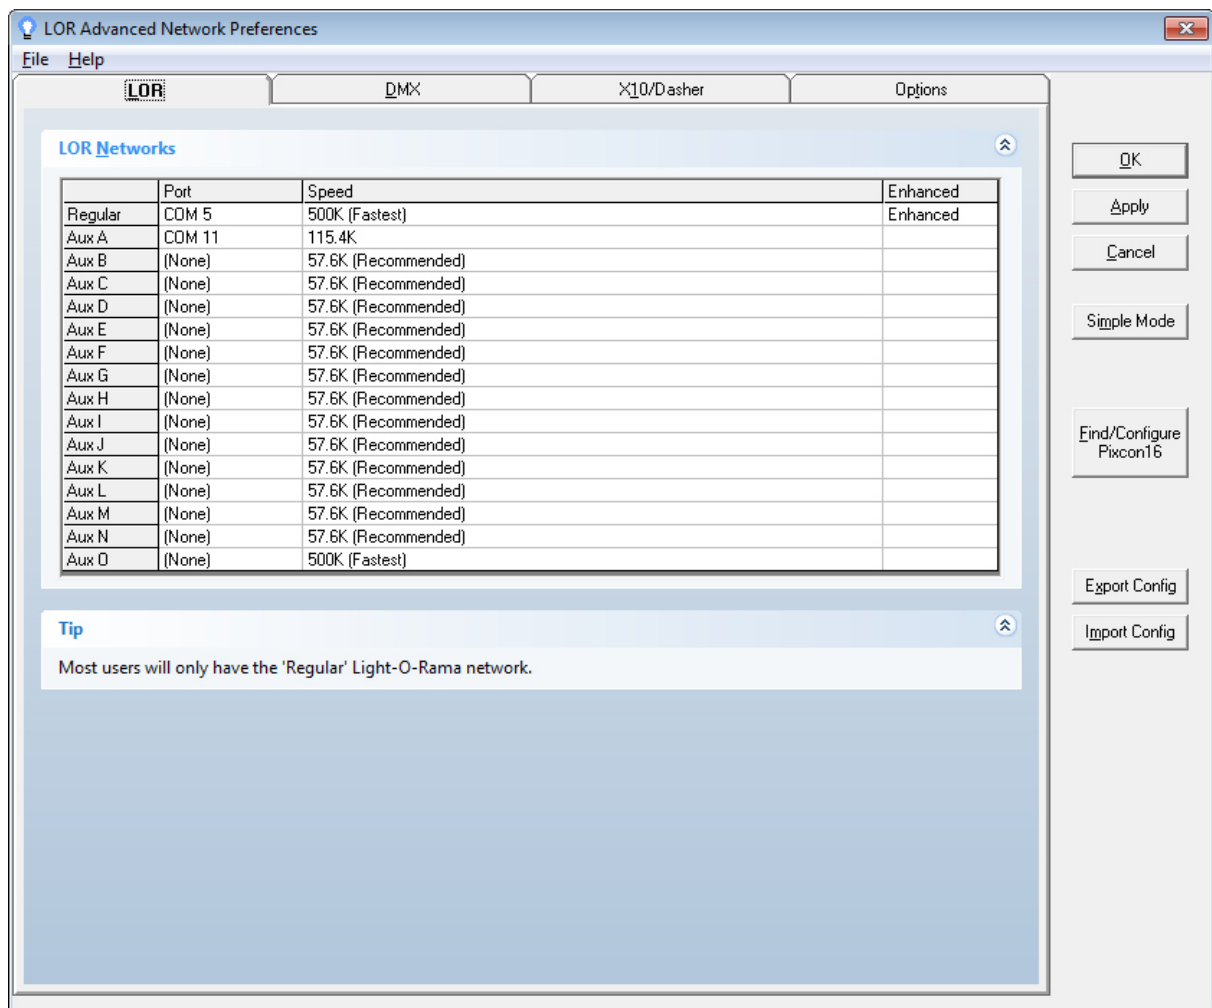 LOR Advanced Network Preferences
File Help
LOR DMX X10/Dasher Options
LOR Networks
Port Speed Enhanced
Regular COM 5 500K (Fastest) Enhanced
Aux A COM 11 115.4K
Aux B (None) 57.6K (Recommended)
Aux C (None) 57.6K (Recommended)
Aux D (None) 57.6K (Recommended)
Aux E (None) 57.6K (Recommended)
Aux F (None) 57.6K (Recommended)
Aux G (None) 57.6K (Recommended)
Aux H (None) 57.6K (Recommended)
Aux I (None) 57.6K (Recommended)
Aux J (None) 57.6K (Recommended)
Aux K (None) 57.6K (Recommended)
Aux L (None) 57.6K (Recommended)
Aux M (None) 57.6K (Recommended)
Aux N (None) 57.6K (Recommended)
Aux O (None) 500K (Fastest)
Tip
Most users will only have the 'Regular' Light-O-Rama network.
OK
Apply
Cancel
Simple Mode
Find/Configure
Pixcon16
Export Config
Import Config